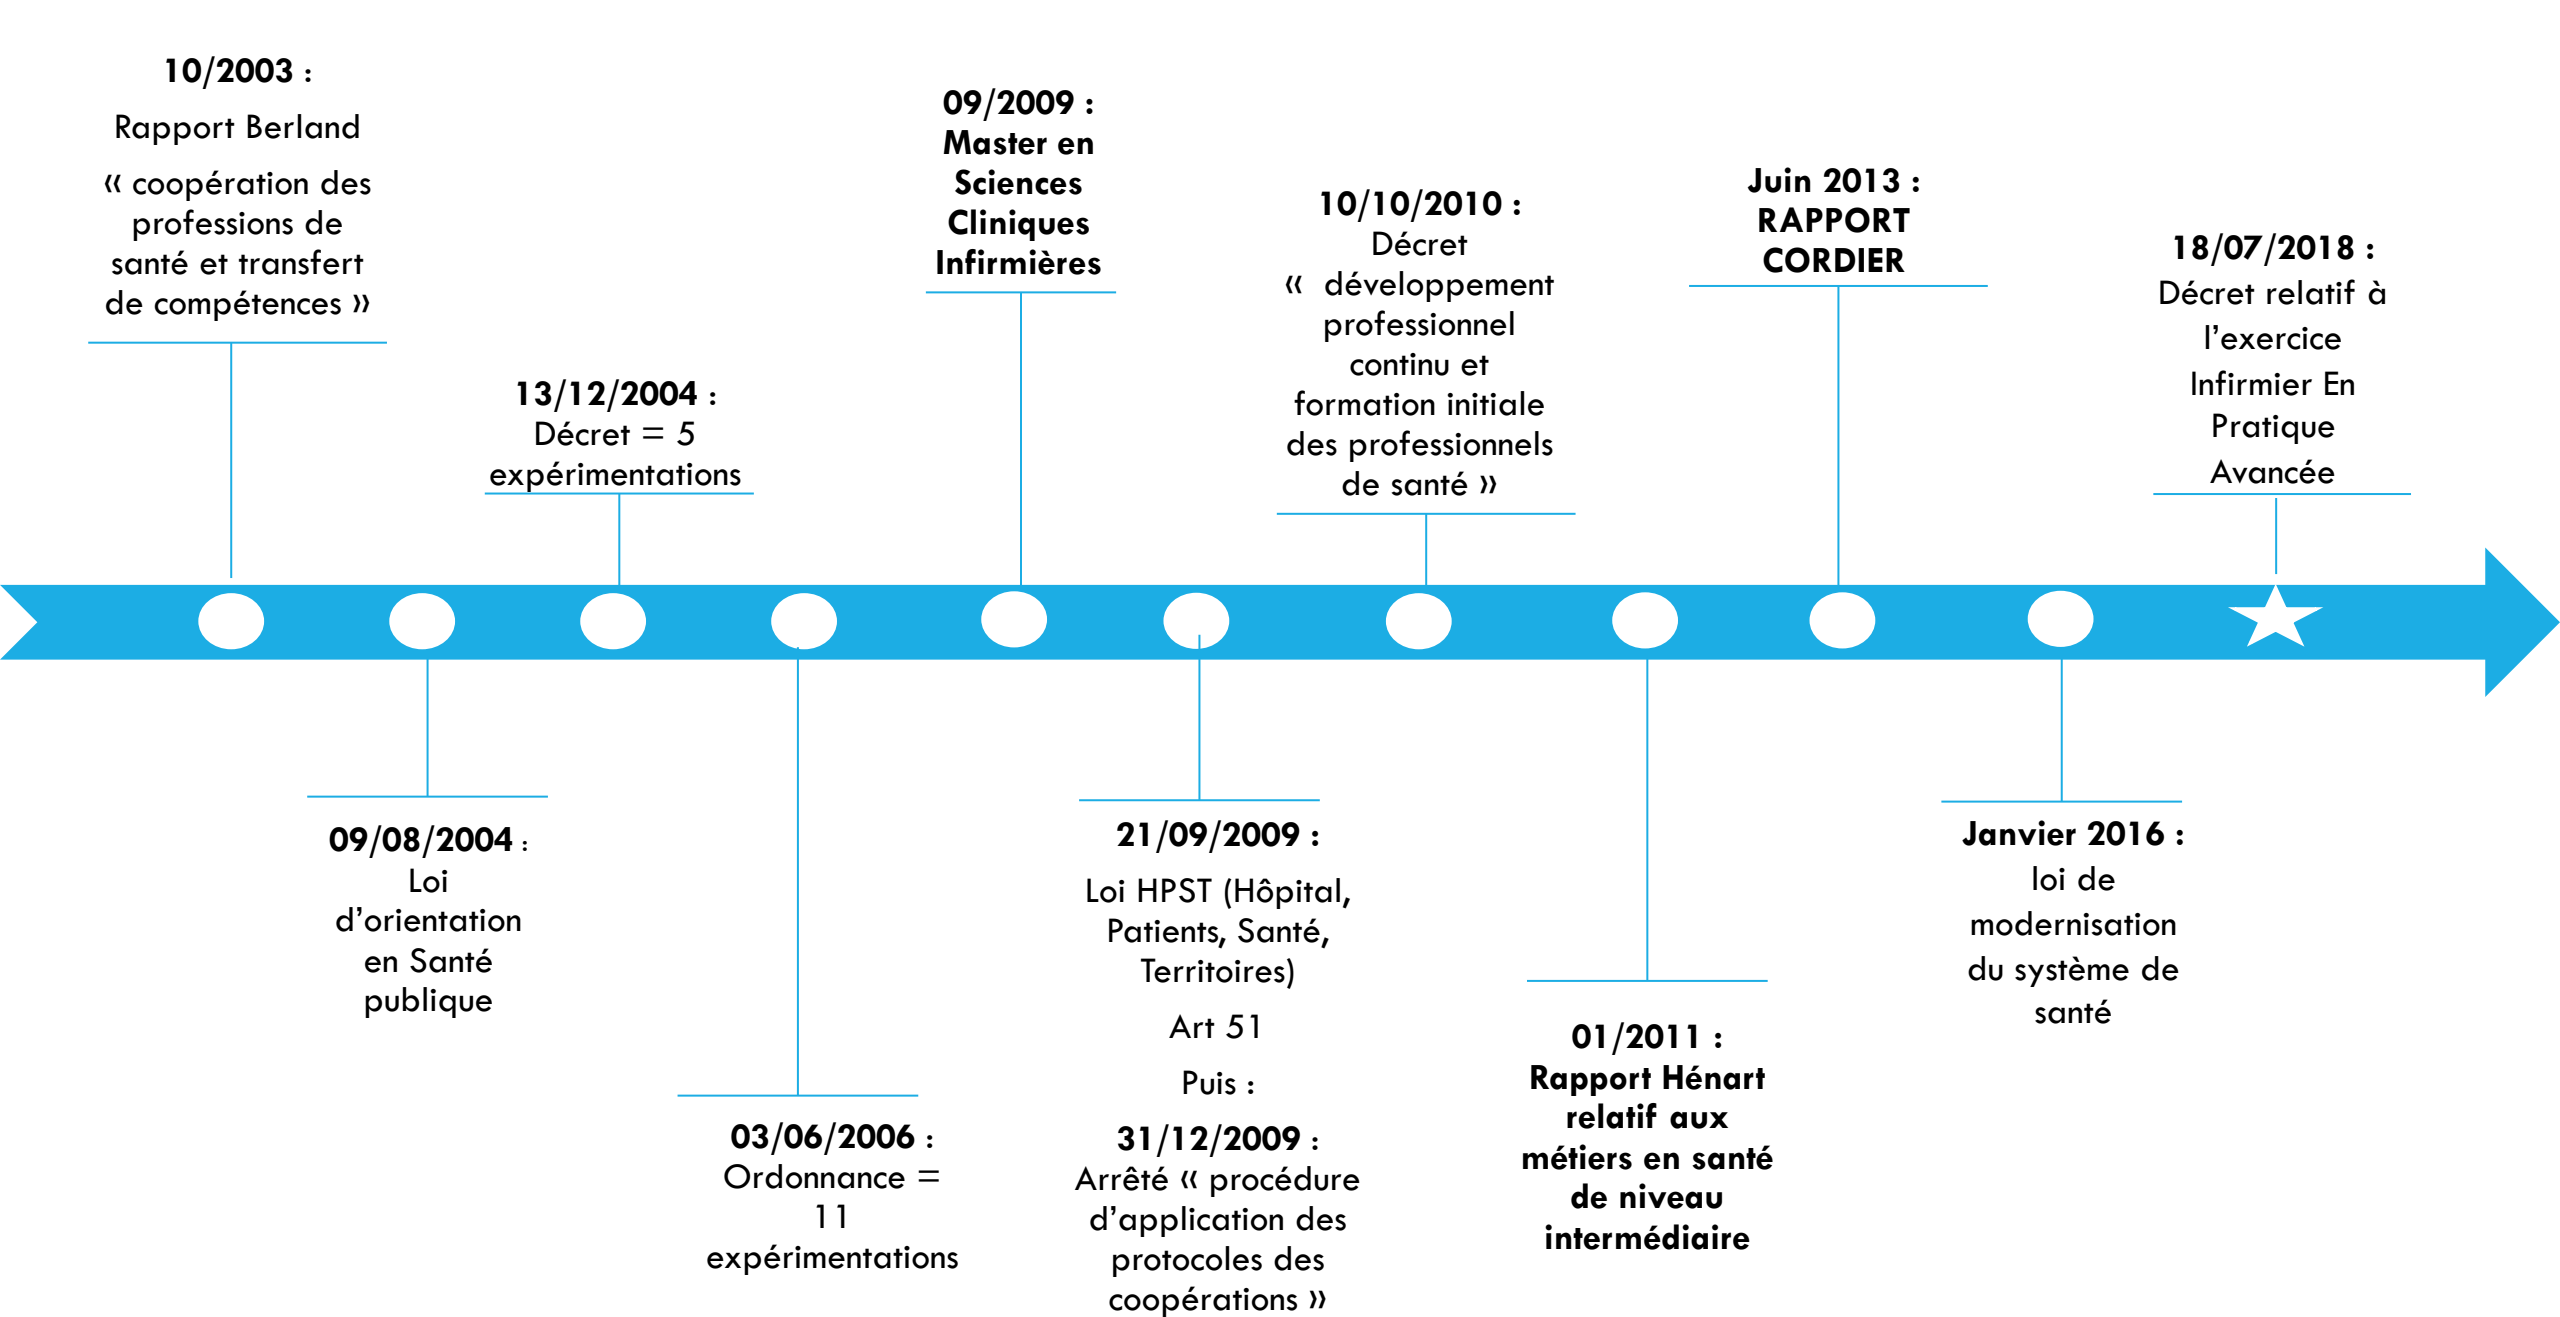 10/2003 :
Rapport Berland
« coopération des
professions de
santé et transfert
de compétences »
09/08/2004 :
Loi
d’orientation
en Santé
publique
13/12/2004 :
Décret = 5
expérimentations
03/06/2006 :
Ordonnance =
11
expérimentations
09/2009 :
Master en
Sciences
Cliniques
Infirmières
21/09/2009 :
Loi HPST (Hôpital,
Patients, Santé,
Territoires)
Art 51
Puis :
31/12/2009 :
Arrêté « procédure
d’application des
protocoles des
coopérations »
10/10/2010 :
Décret
« développement
professionnel
continu et
formation initiale
des professionnels
de santé »
01/2011 :
Rapport Hénart
relatif aux
métiers en santé
de niveau
intermédiaire
Juin 2013 :
RAPPORT
CORDIER
Janvier 2016 :
loi de
modernisation
du système de
santé
18/07/2018 :
Décret relatif à
l’exercice
Infirmier En
Pratique
Avancée